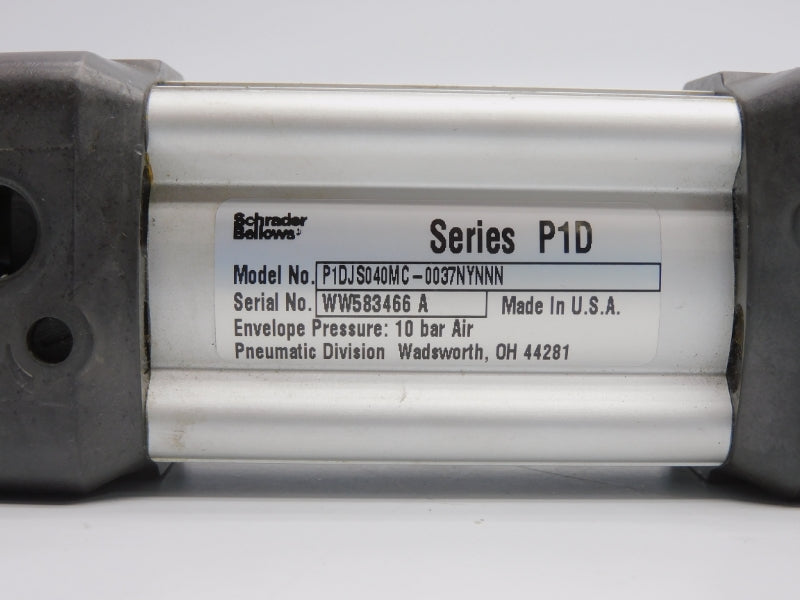 Schrader
Bellows
Series P1D
Model No. P1DJS040MC-0037NYNNN
Serial No. WW583466 A Made In U.S.A.
Envelope Pressure: 10 bar Air
Pneumatic Division Wadsworth, OH 44281